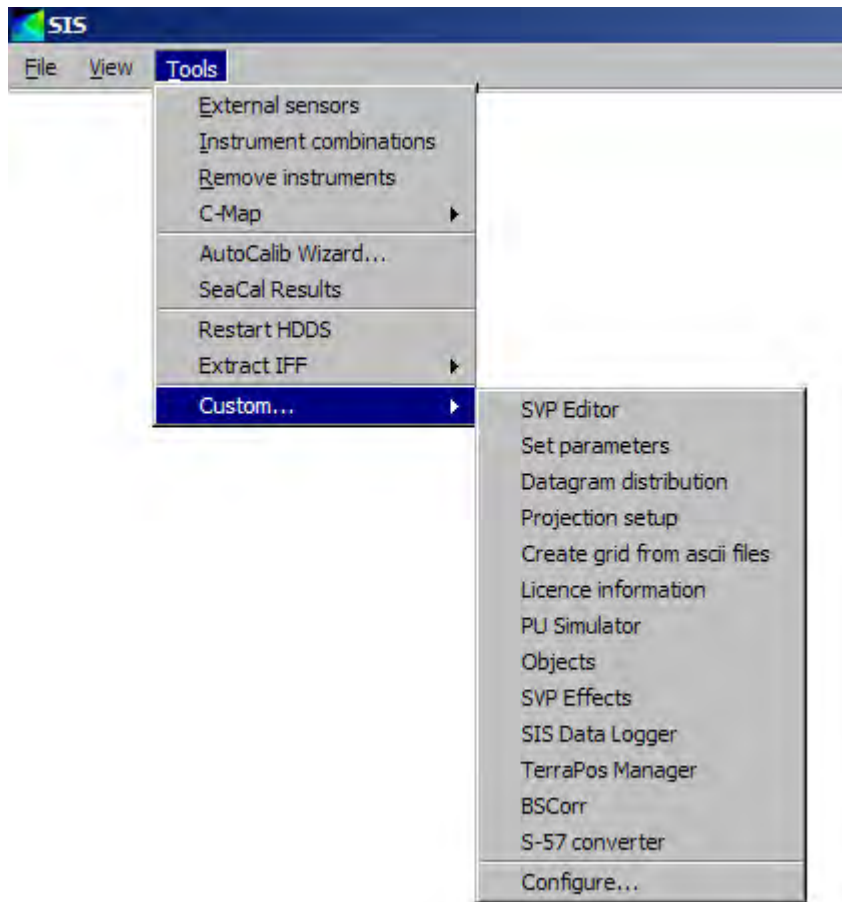 SIS
File View Tools
External sensors
Instrument combinations
Remove instruments
C-Map
AutoCalib Wizard...
SeaCal Results
Restart HDDS
Extract IFF
Custom...
SVP Editor
Set parameters
Datagram distribution
Projection setup
Create grid from ascii files
Licence information
PU Simulator
Objects
SVP Effects
SIS Data Logger
TerraPos Manager
BSCorr
S-57 converter
Configure...